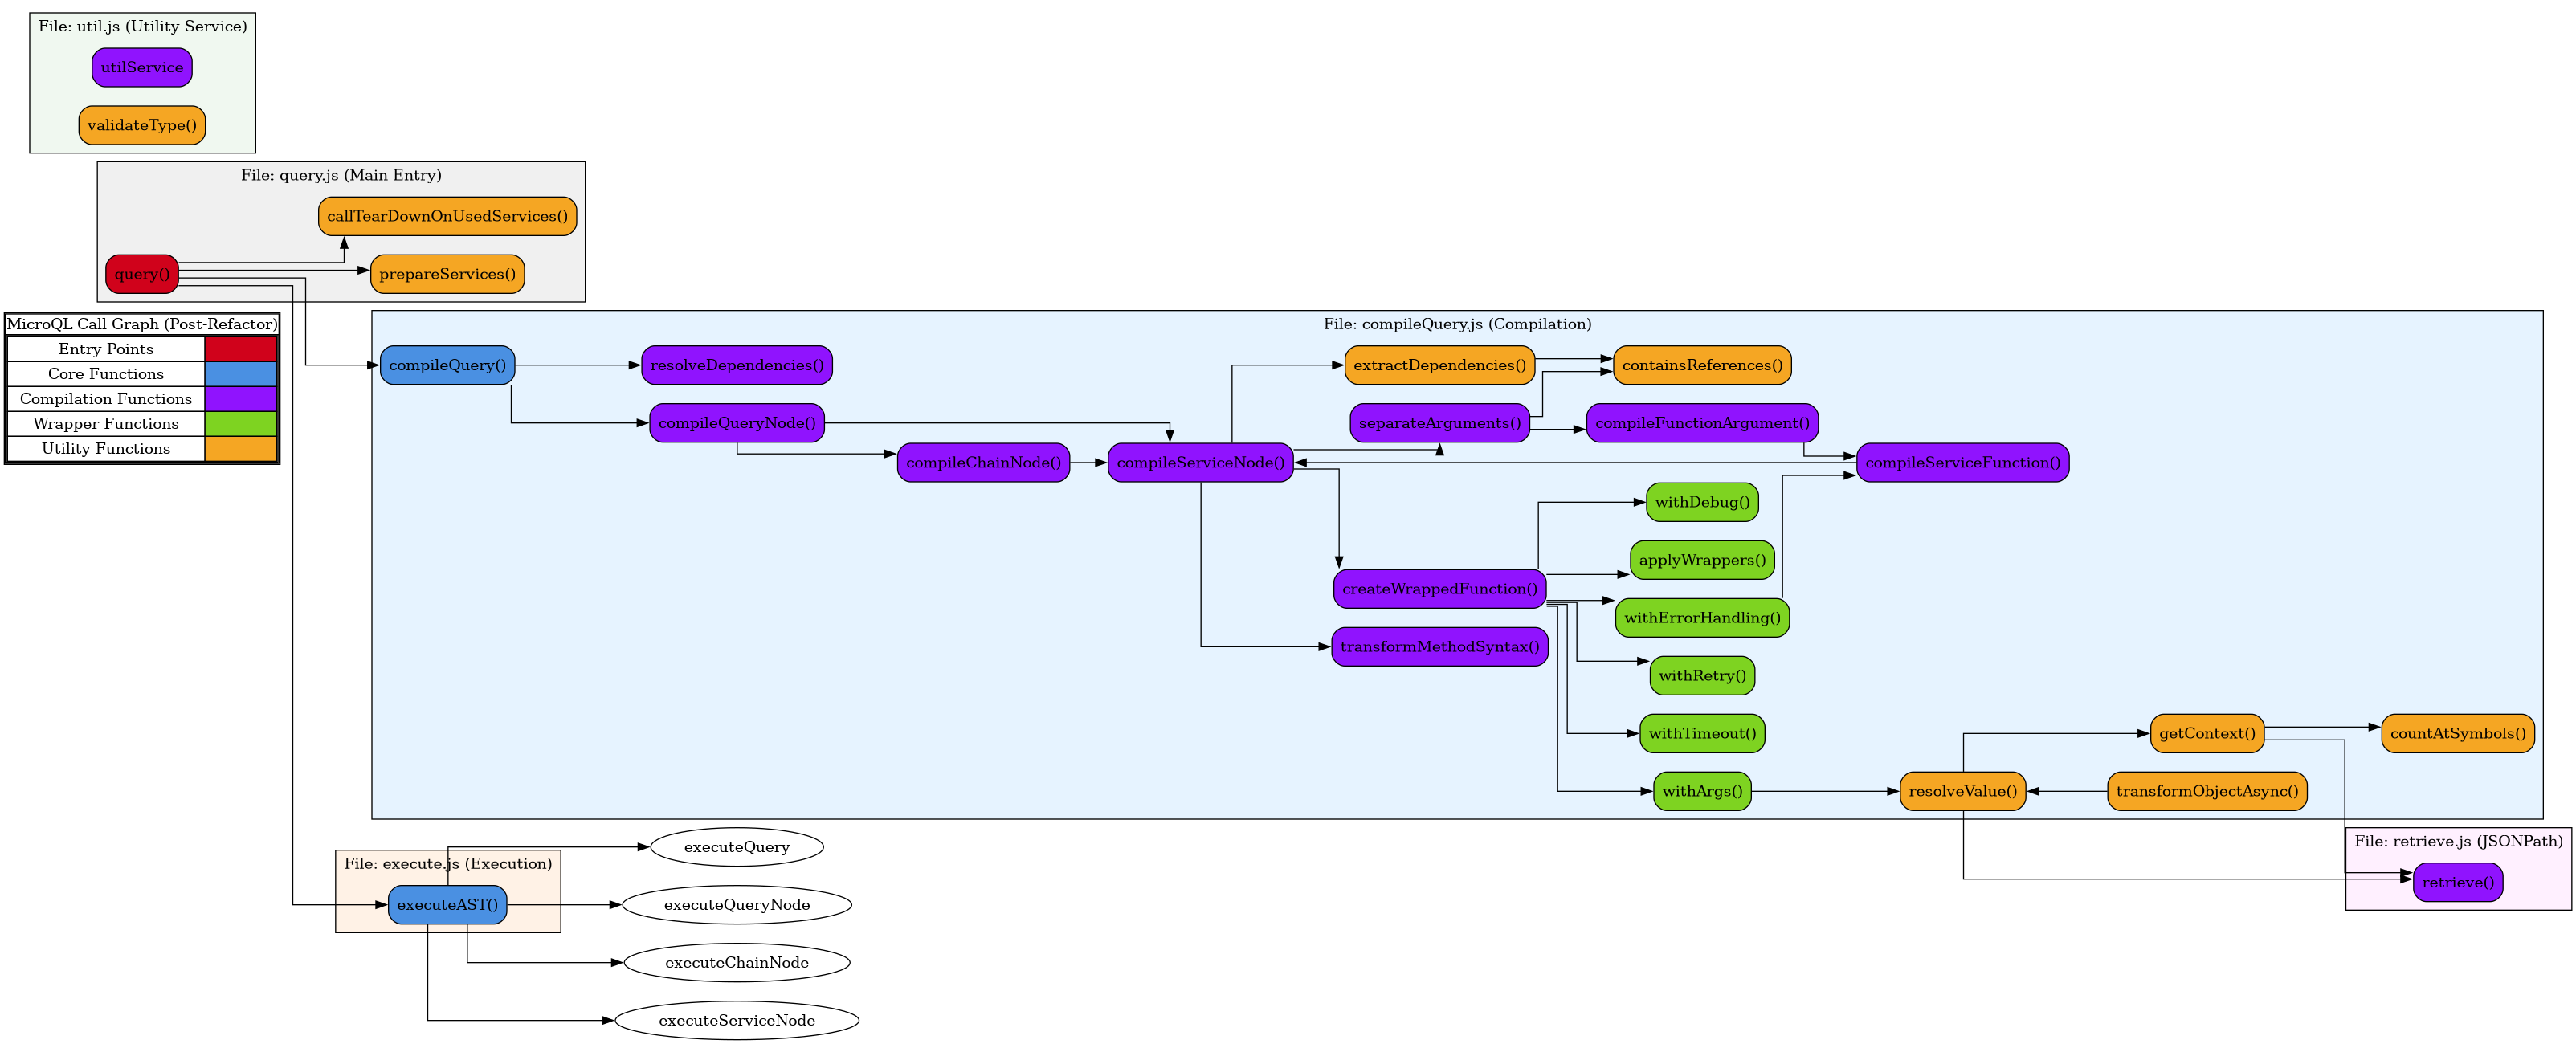 File: util.js (Utility Service)
utilService
validateType()
File: query.js (Main Entry)
callTearDownOnUsedServices()
query()
prepareServices()
MicroQL Call Graph (Post-Refactor)
Entry Points
Core Functions
Compilation Functions
Wrapper Functions
Utility Functions
File: compileQuery.js (Compilation)
compileQuery()
resolveDependencies()
extractDependencies()
containsReferences()
compileQueryNode()
separateArguments()
compileFunctionArgument()
compileChainNode()
compileServiceNode()
compileServiceFunction()
withDebug()
applyWrappers()
createWrappedFunction()
withErrorHandling()
transformMethodSyntax()
withRetry()
withTimeout()
getContext()
countAtSymbols()
withArgs()
resolveValue()
transformObjectAsync()
File: execute.js (Execution)
executeAST()
executeQuery
executeQueryNode
executeChainNode
executeServiceNode
File: retrieve.js (JSONPath)
retrieve()